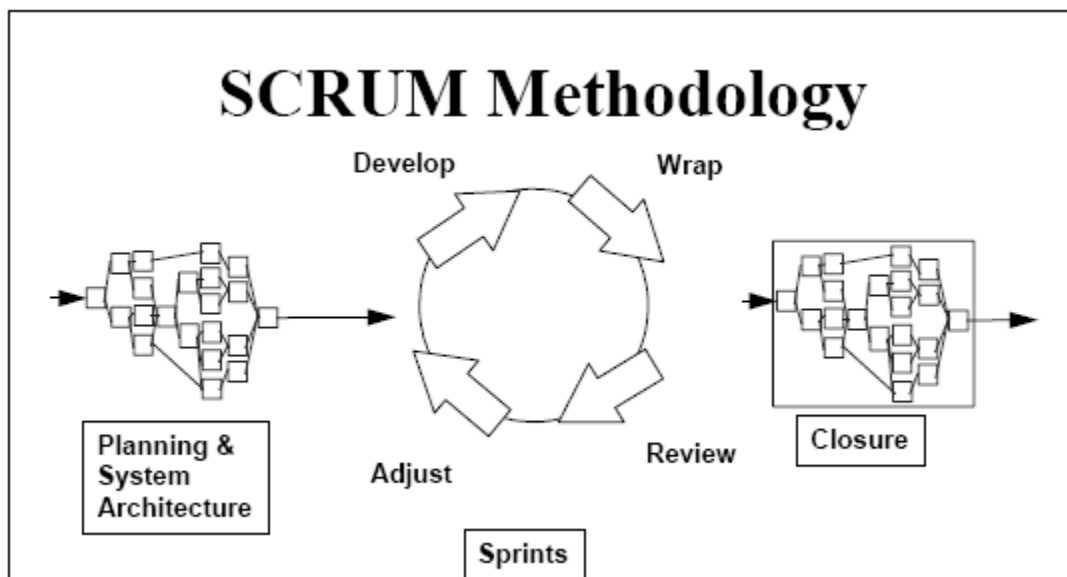 SCRUM Methodology
Develop
Wrap
Planning &
System
Architecture
Adjust
Review
Closure
Sprints